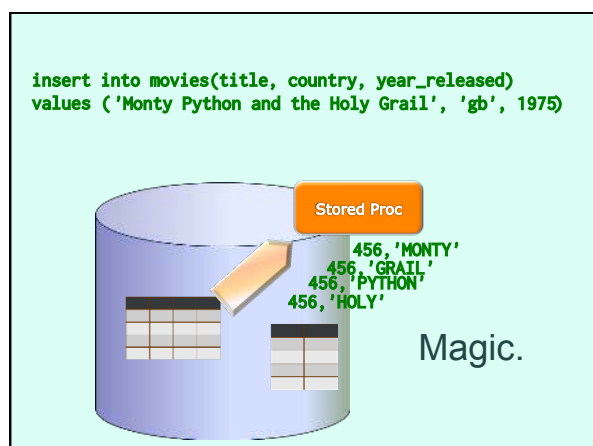 insert into movies(title, country, year_released)
values ('Monty Python and the Holy Grail', 'gb', 1975)
Stored Proc
456,'MONTY'
456,'GRAIL'
456,'PYTHON'
456,'HOLY'
Magic.